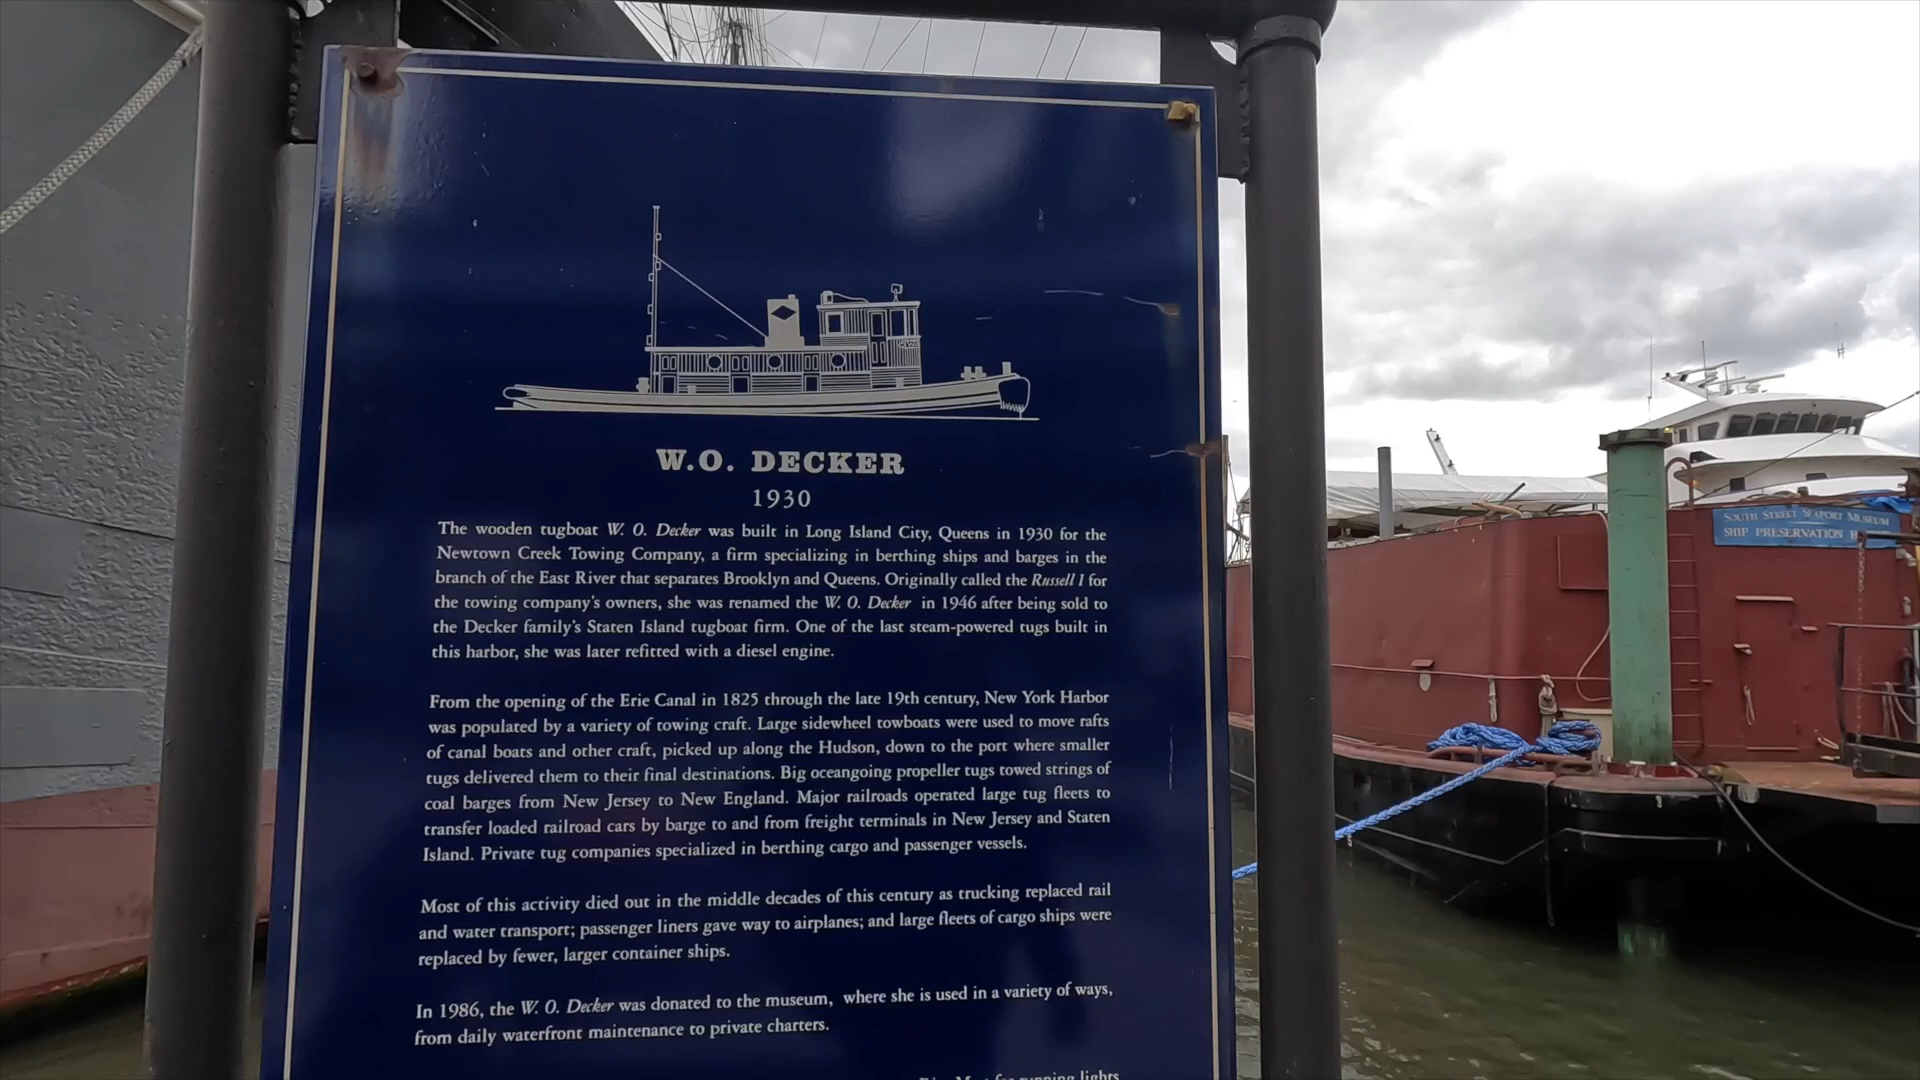 W.O. DECKER
1930
The wooden tugboat W. O. Decker was built in Long Island City, Queens in 1930 for the
Newtown Creek Towing Company, a firm specializing in berthing ships and barges in the
branch of the East River that separates Brooklyn and Queens. Originally called the Russell I for
the towing company's owners, she was renamed the W. O. Decker in 1946 after being sold to
the Decker family's Staten Island tugboat firm. One of the last steam-powered tugs built in
this harbor, she was later refitted with a diesel engine.
From the opening of the Erie Canal in 1825 through the late 19th century, New York Harbor
was populated by a variety of towing craft. Large sidewheel towboats were used to move rafts
of canal boats and other craft, picked up along the Hudson, down to the port where smaller
tugs delivered them to their final destinations. Big oceangoing propeller tugs towed strings of
coal barges from New Jersey to New England. Major railroads operated large tug fleets to
transfer loaded railroad cars by barge to and from freight terminals in New Jersey and Staten
Island. Private tug companies specialized in berthing cargo and passenger vessels.
Most of this activity died out in the middle decades of this century as trucking replaced rail
and water transport; passenger liners gave way to airplanes; and large fleets of cargo ships were
replaced by fewer, larger container ships.
In 1986, the W. O. Decker was donated to the museum, where she is used in a variety of ways,
from daily waterfront maintenance to private charters.
running lights
SOUTH STREET SEAPORT MUSEUM
SHIP PRESERVATION